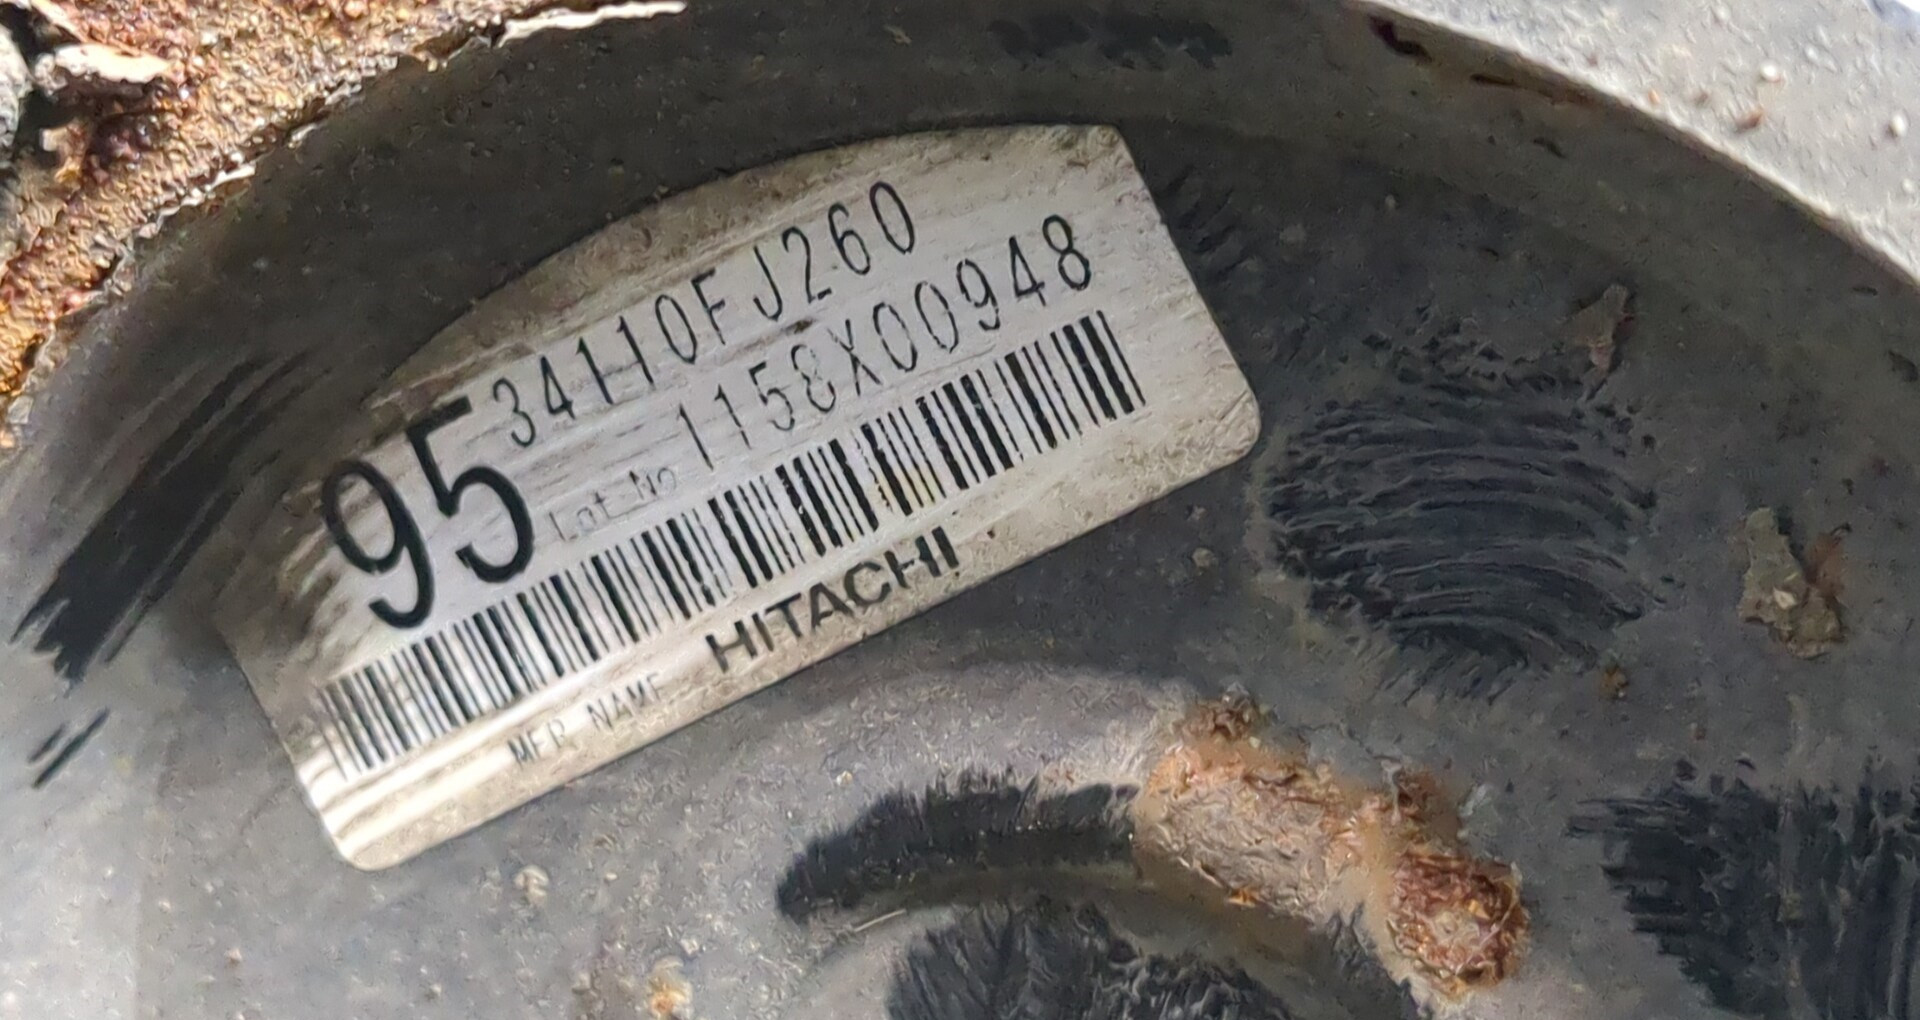 34110FJ260
95 Lot No 1158X00948
MFR NAME HITACHI